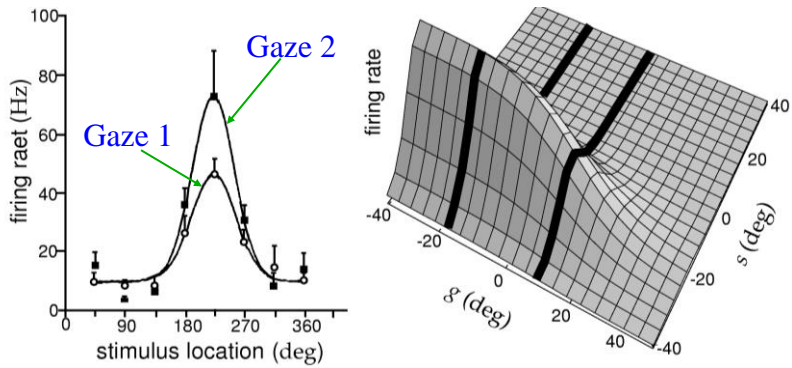 firing raet (Hz)
100
80
60
40
20
0
Gaze 1
Gaze 2
0 90 180 270 360
stimulus location (deg)
firing rate
-40
-20
0
20
40
g (deg)
40
20
0
-20
-40
s (deg)